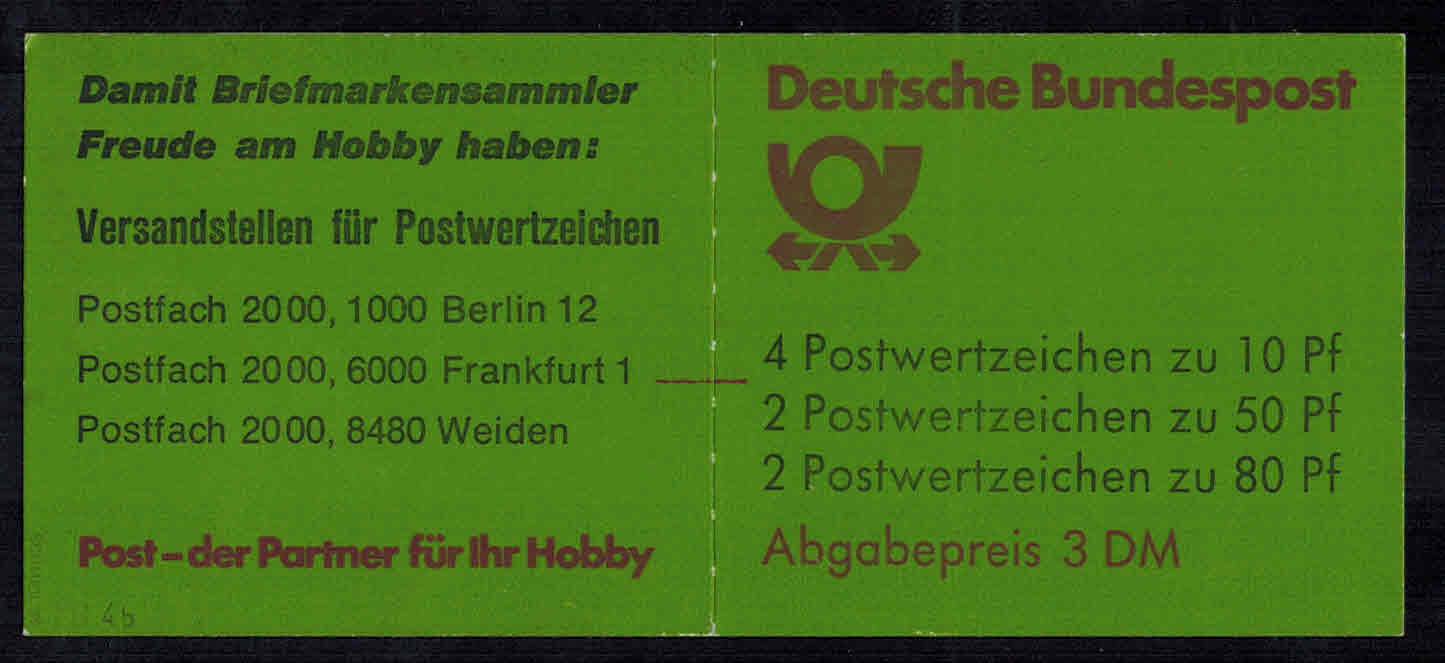 Damit Briefmarkensammler
Freude am Hobby haben:
Versandstellen für Postwertzeichen
Postfach 2000, 1000 Berlin 12
Postfach 2000, 6000 Frankfurt 1
Postfach 2000, 8480 Weiden
Post – der Partner für Ihr Hobby
4b
Deutsche Bundespost
4 Postwertzeichen zu 10 Pf
2 Postwertzeichen zu 50 Pf
2 Postwertzeichen zu 80 Pf
Abgabepreis 3 DM